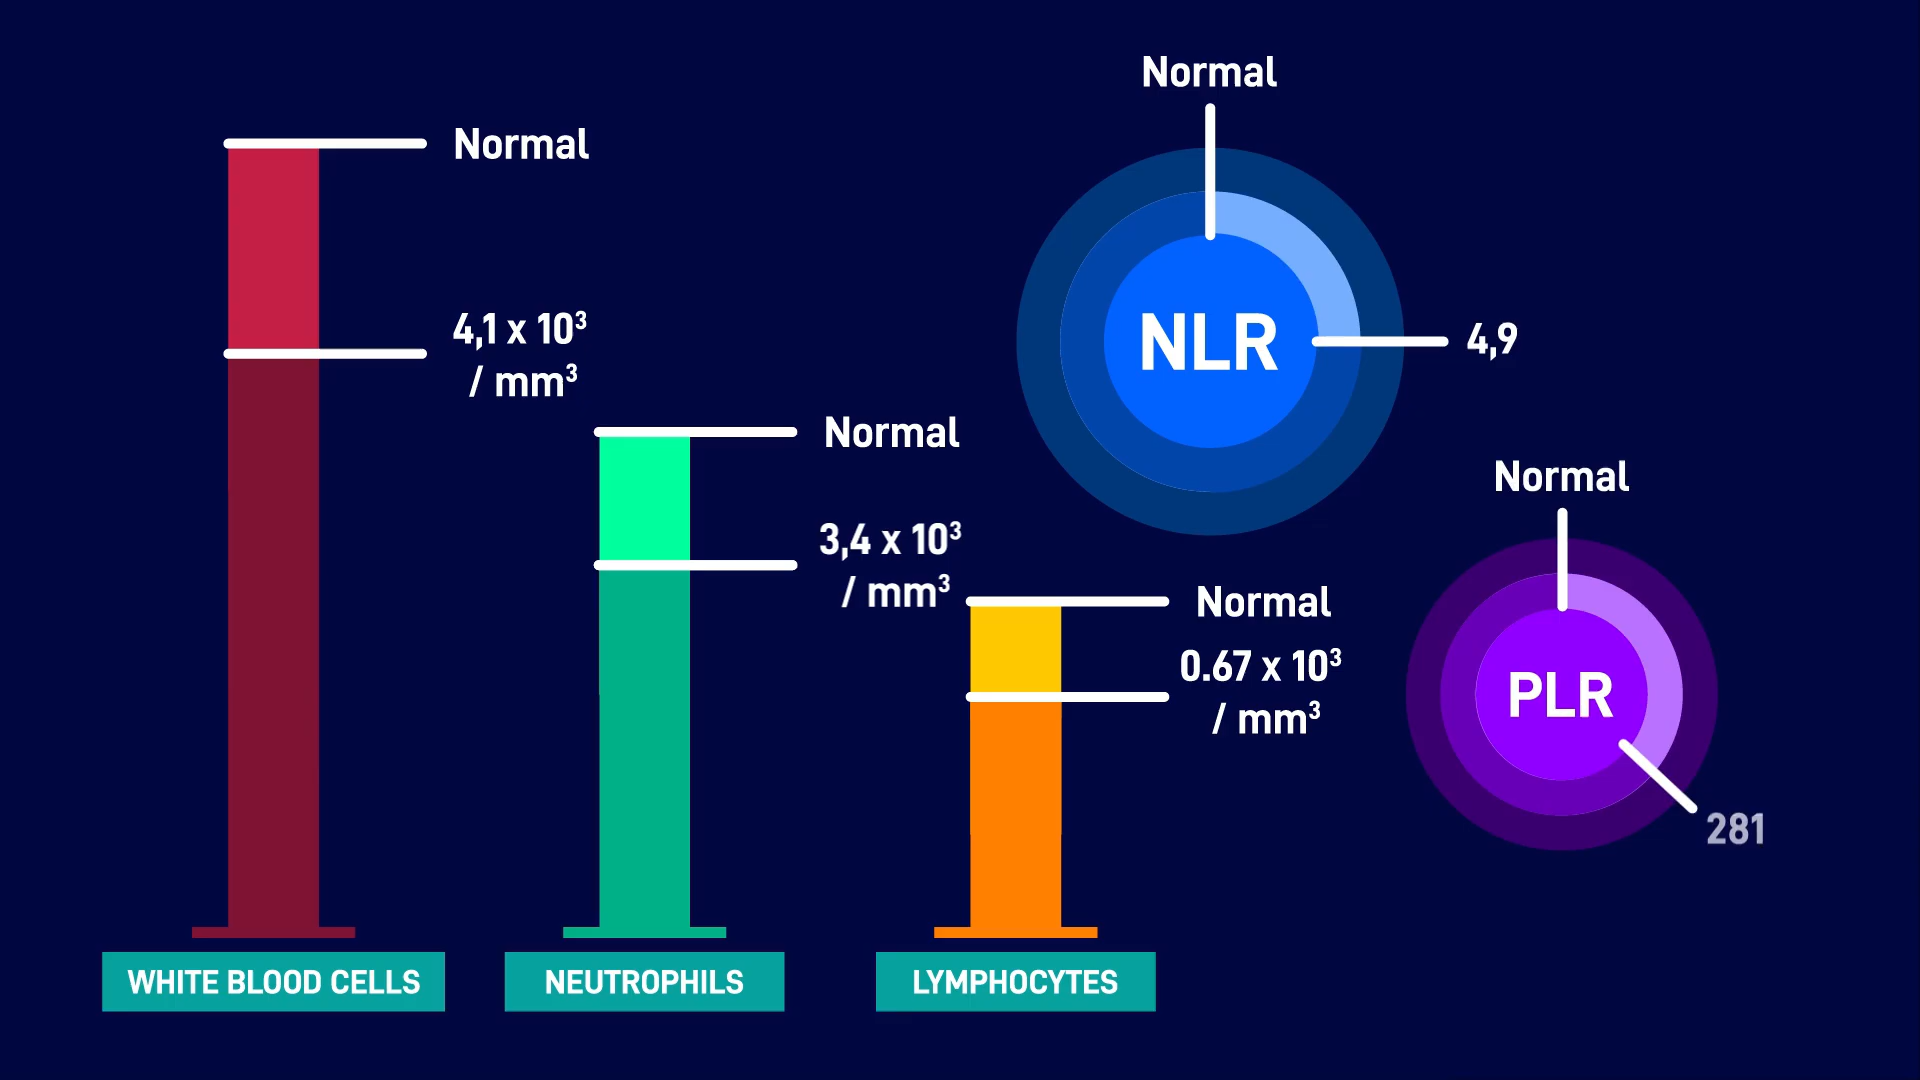 Normal
4,1 x 10³
/ mm³
WHITE BLOOD CELLS
Normal
3,4 x 10³
/ mm³
NEUTROPHILS
Normal
0.67 x 10³
/ mm³
LYMPHOCYTES
Normal
NLR
4,9
Normal
PLR
281